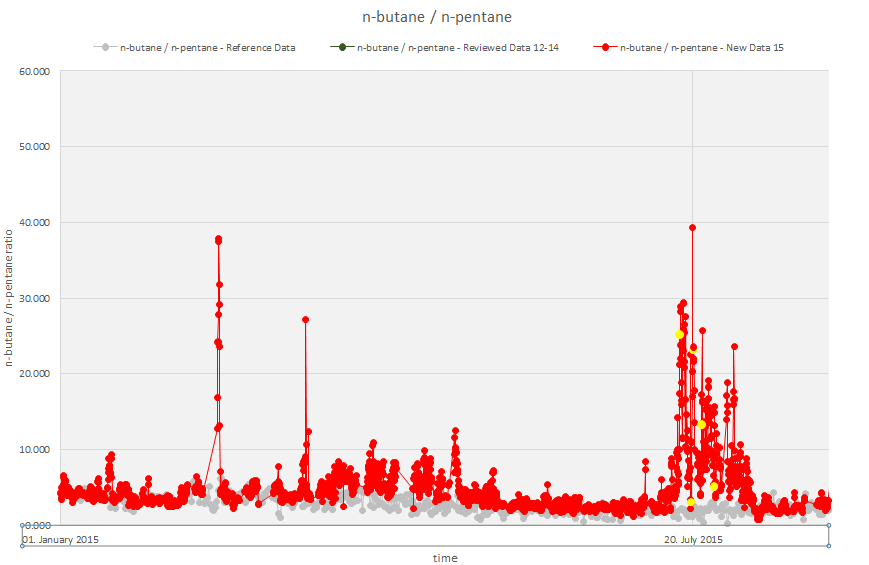 n-butane / n-pentane
n-butane / n-pentane - Reference Data
n-butane / n-pentane - Reviewed Data 12-14
n-butane / n-pentane - New Data 15
60.000
50.000
40.000
30.000
20.000
10.000
0.000
n-butane / n-pentane ratio
01. January 2015
20. July 2015
time